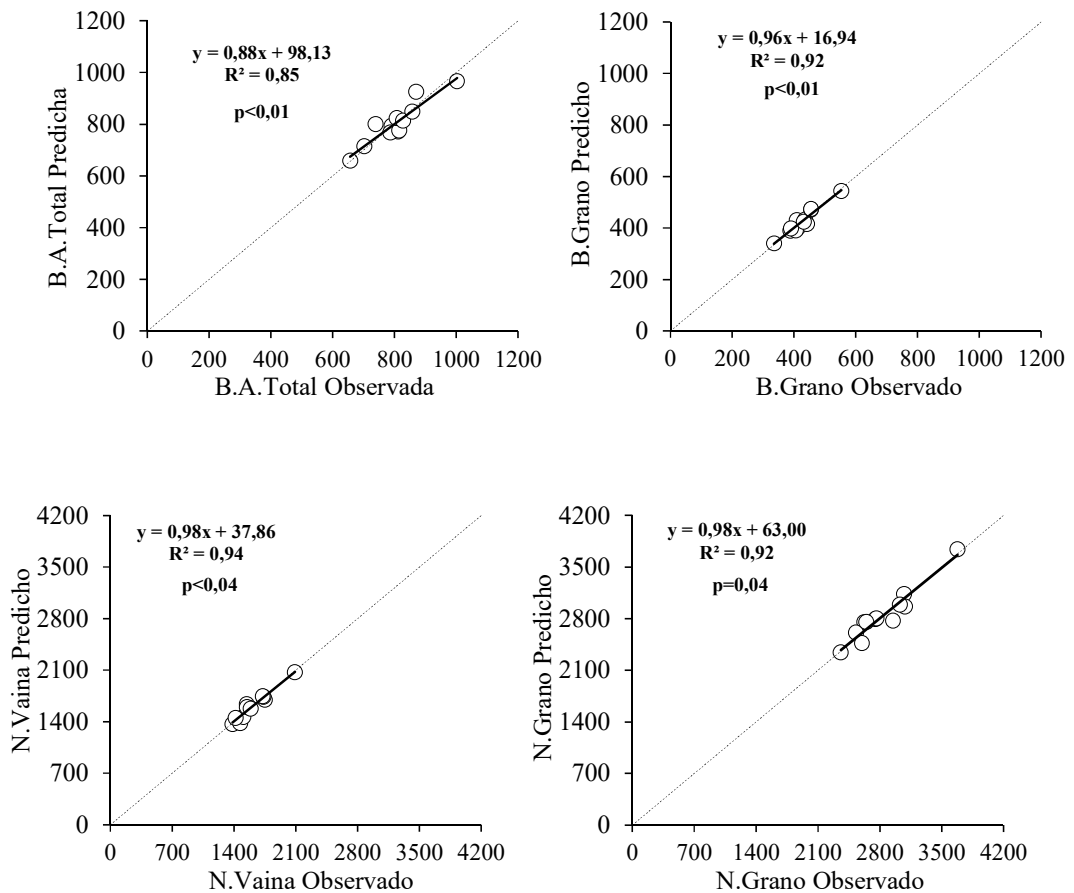 y = 0,88x + 98,13
R² = 0,85
p<0,01
B.A.Total Predicha
1200
1000
800
600
400
200
0
0 200 400 600 800 1000 1200
B.A.Total Observada
y = 0,96x + 16,94
R² = 0,92
p<0,01
B.Grano Predicho
1200
1000
800
600
400
200
0
0 200 400 600 800 1000 1200
B.Grano Observado
y = 0,98x + 37,86
R² = 0,94
p<0,04
N.Vaina Predicho
4200
3500
2800
2100
1400
700
0
0 700 1400 2100 2800 3500 4200
N.Vaina Observado
y = 0,98x + 63,00
R² = 0,92
p=0,04
N.Grano Predicho
4200
3500
2800
2100
1400
700
0
0 700 1400 2100 2800 3500 4200
N.Grano Observado